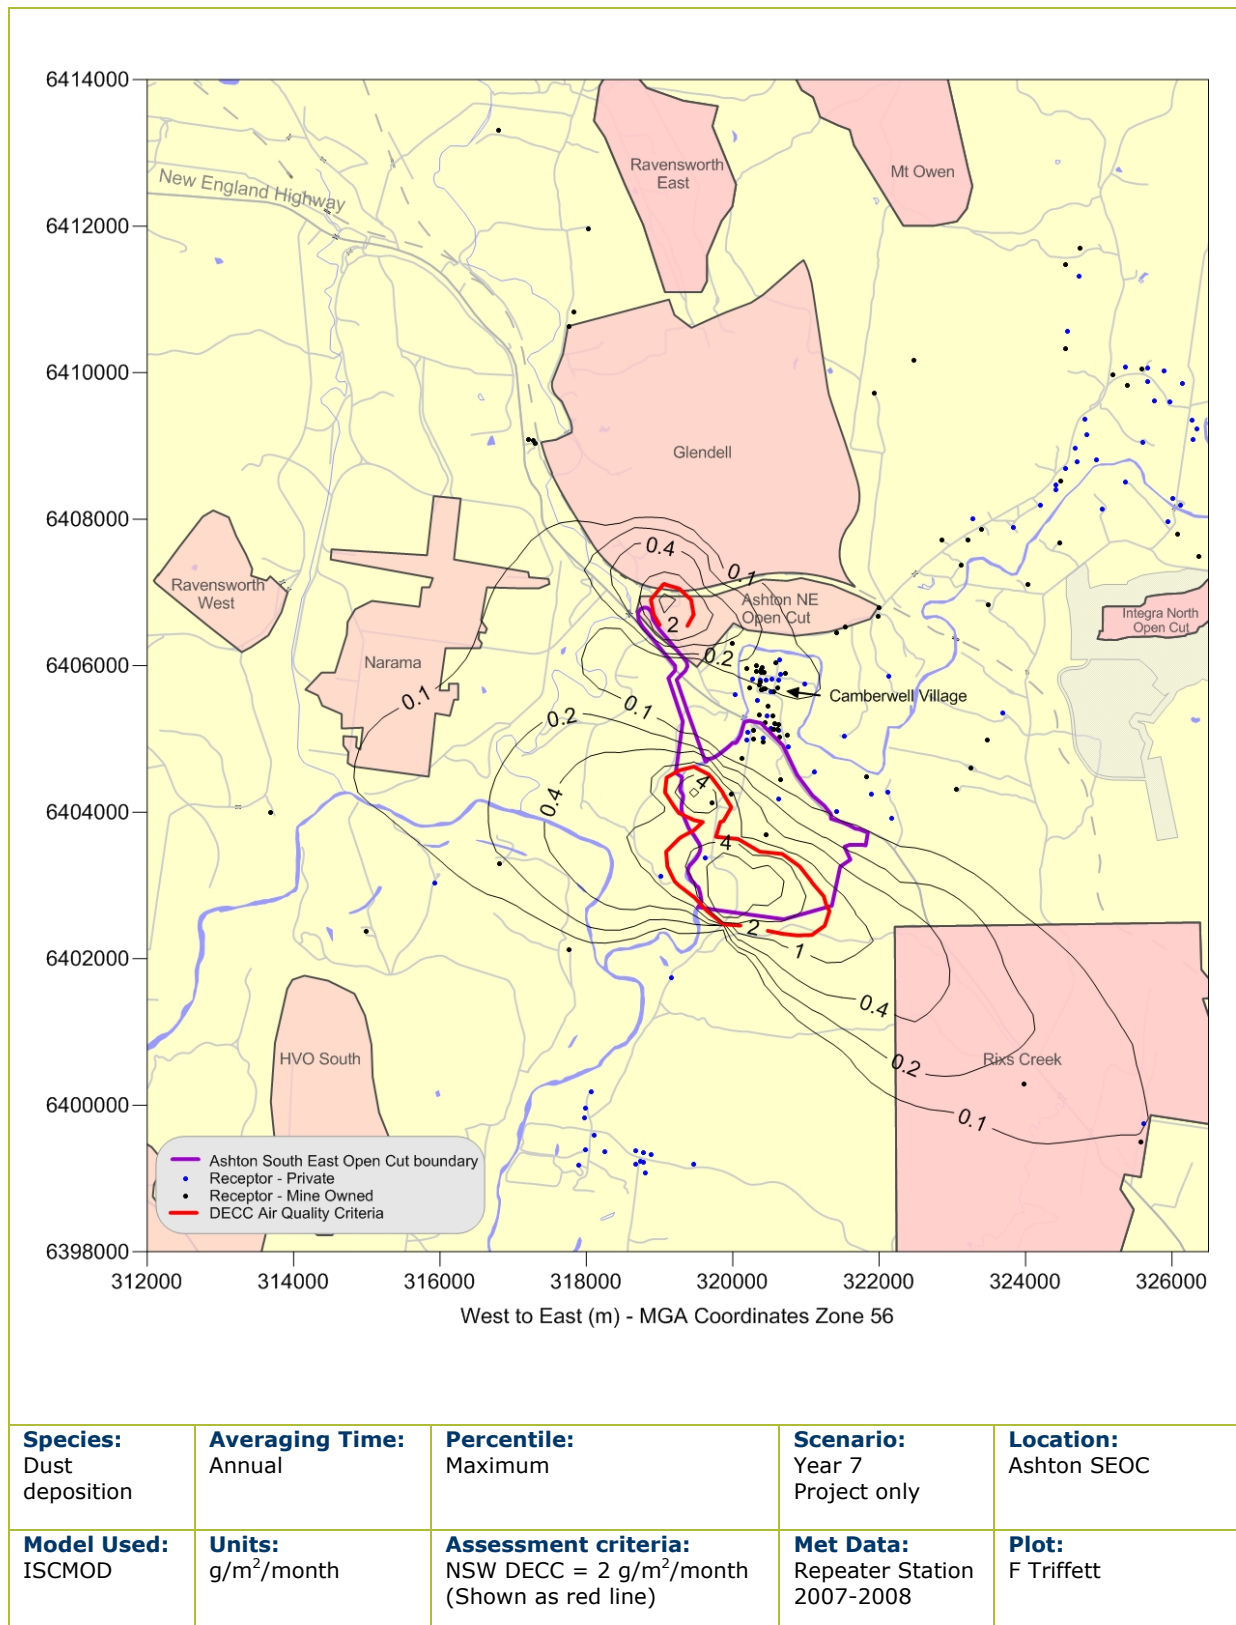 6414000
6412000
6410000
6408000
6406000
6404000
6402000
6400000
6398000
New England Highway
Ravensworth
East
Mt Owen
Glendell
Ravensworth
West
Narama
Ashton NE
Open Cut
Integra North
Open Cut
Camberwell Village
HVO South
Rixs Creek
0.4
0.1
2
0.2
0.1
0.1
0.2
0.4
4
4
2
1
0.4
0.2
0.1
Ashton South East Open Cut boundary
Receptor - Private
Receptor - Mine Owned
DECC Air Quality Criteria
312000 314000 316000 318000 320000 322000 324000 326000
West to East (m) - MGA Coordinates Zone 56
Species: Averaging Time: Percentile: Scenario: Location:
Dust Annual Maximum Year 7 Ashton SEOC
deposition Project only
Model Used: Units: Assessment criteria: Met Data: Plot:
ISCMOD g/m²/month NSW DECC = 2 g/m²/month Repeater Station F Triffett
(Shown as red line) 2007-2008